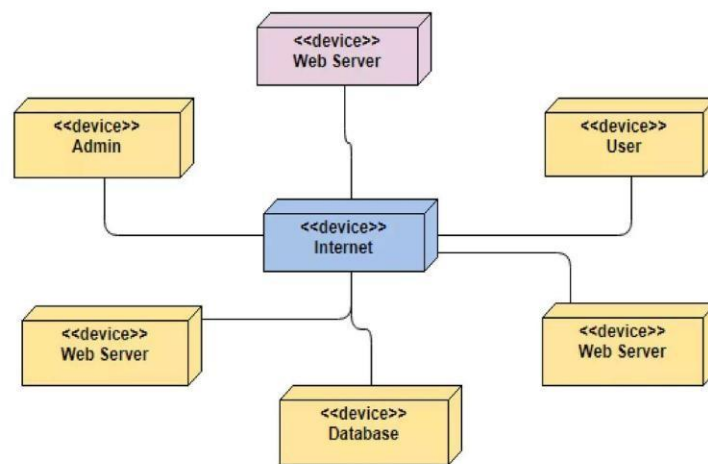 <<device>>
Web Server
<<device>>
Admin
<<device>>
User
<<device>>
Internet
<<device>>
Web Server
<<device>>
Web Server
<<device>>
Database